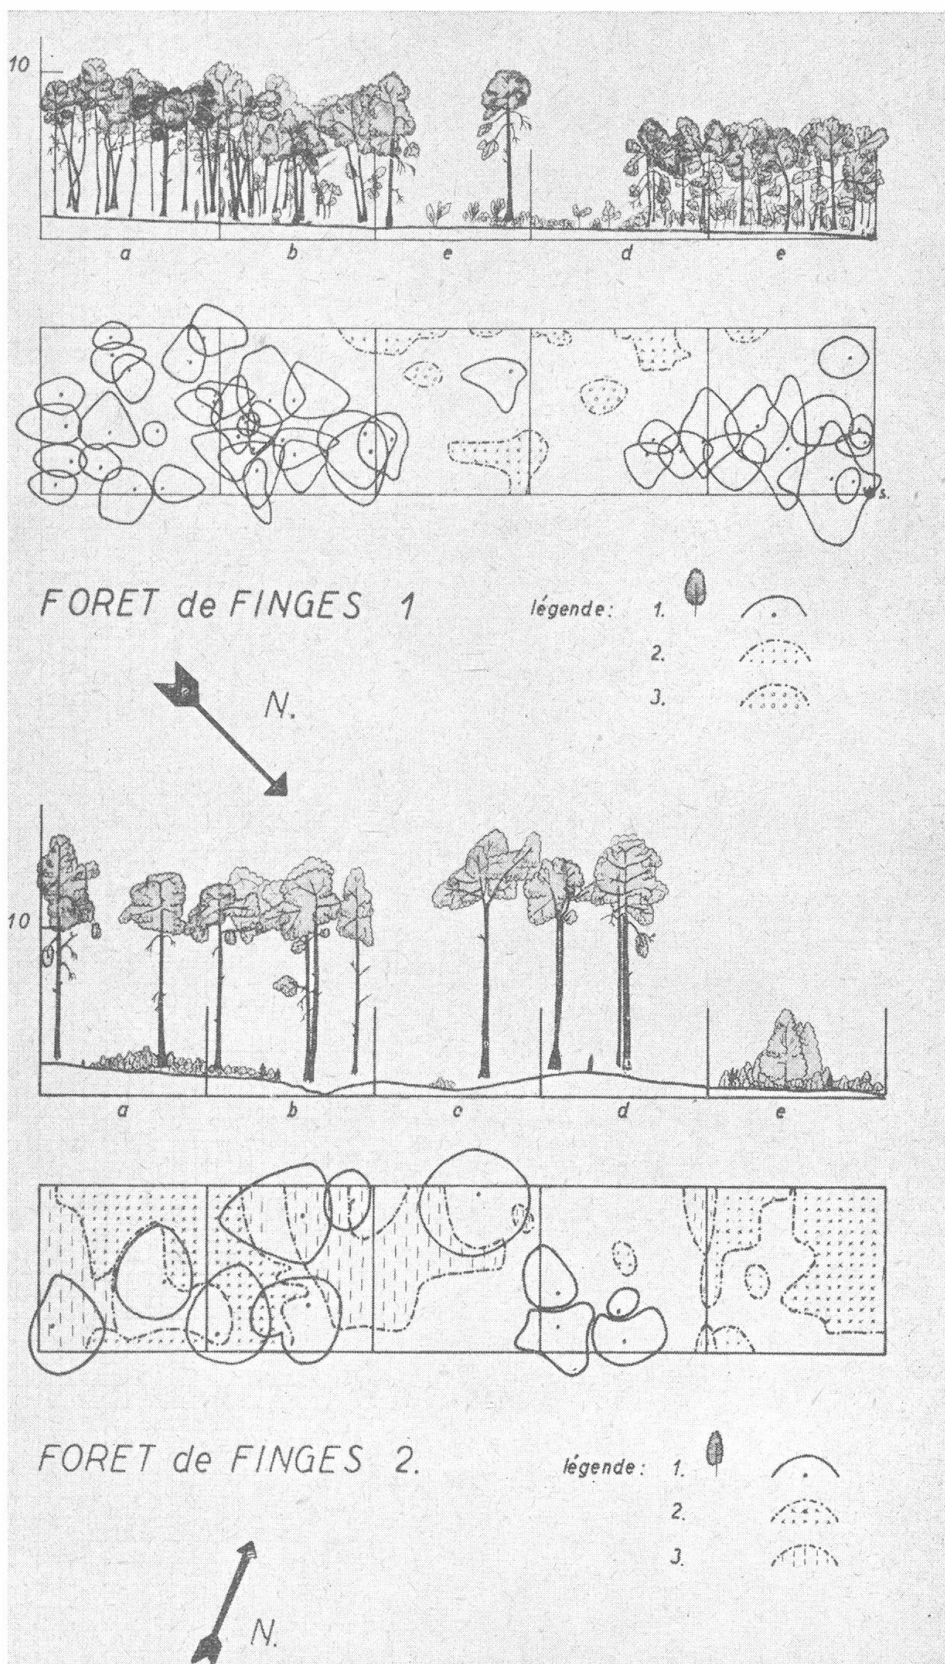 10
a b e d e
s.
FORET de FINGES 1
légende: 1.
2.
3.
N.
10
a b c d e
FORET de FINGES 2.
légende: 1.
2.
3.
N.